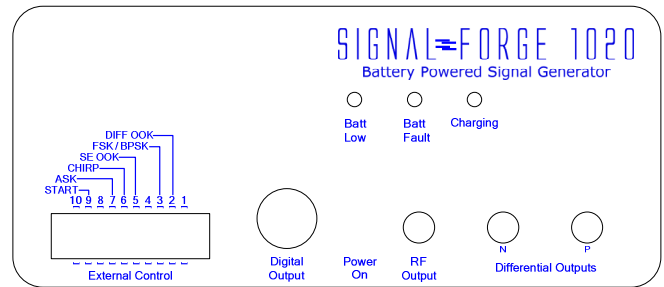 SIGNAL FORGE 1020
Battery Powered Signal Generator
Batt Low
Batt Fault
Charging
DIFF OOK
FSK / BPSK
SE OOK
CHIRP
ASK
START
10 9 8 7 6 5 4 3 2 1
External Control
Digital Output
Power On
RF Output
N
P
Differential Outputs